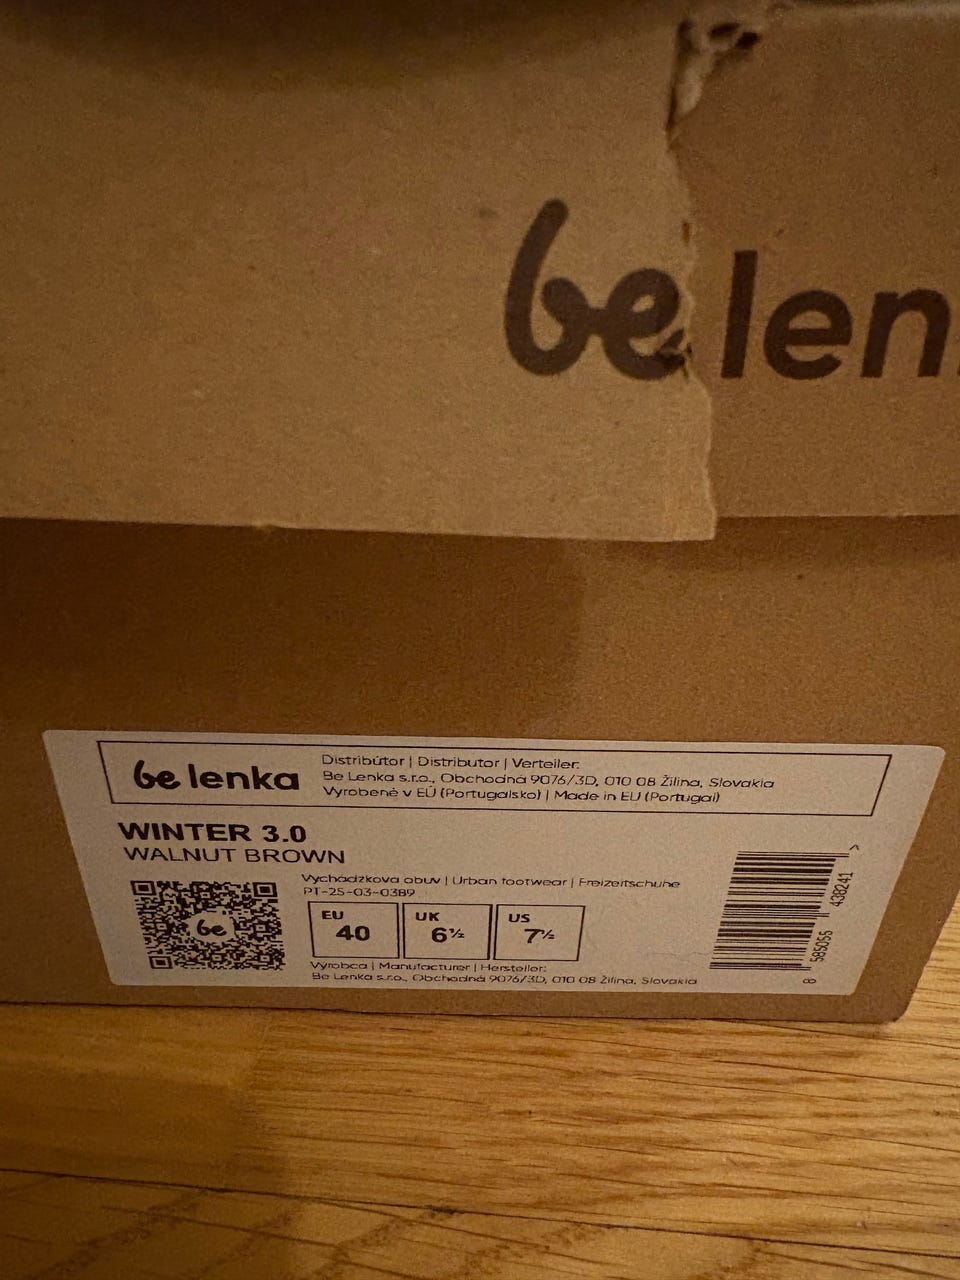 be len
be lenka
Distribútor | Distributor | Verteiler:
Be Lenka s.r.o., Obchodná 9076/3D, 010 08 Žilina, Slovakia
Vyrobené v EÚ (Portugalsko) | Made in EU (Portugal)
WINTER 3.0
WALNUT BROWN
Vychádzková obuv | Urban footwear | Freizeitschuhe
PT-25-03-0389
be
EU UK US
40 6½ 7½
Výrobca | Manufacturer | Hersteller:
Be Lenka s.r.o., Obchodná 9076/3D, 010 08 Žilina, Slovakia
8 585055 438241 >